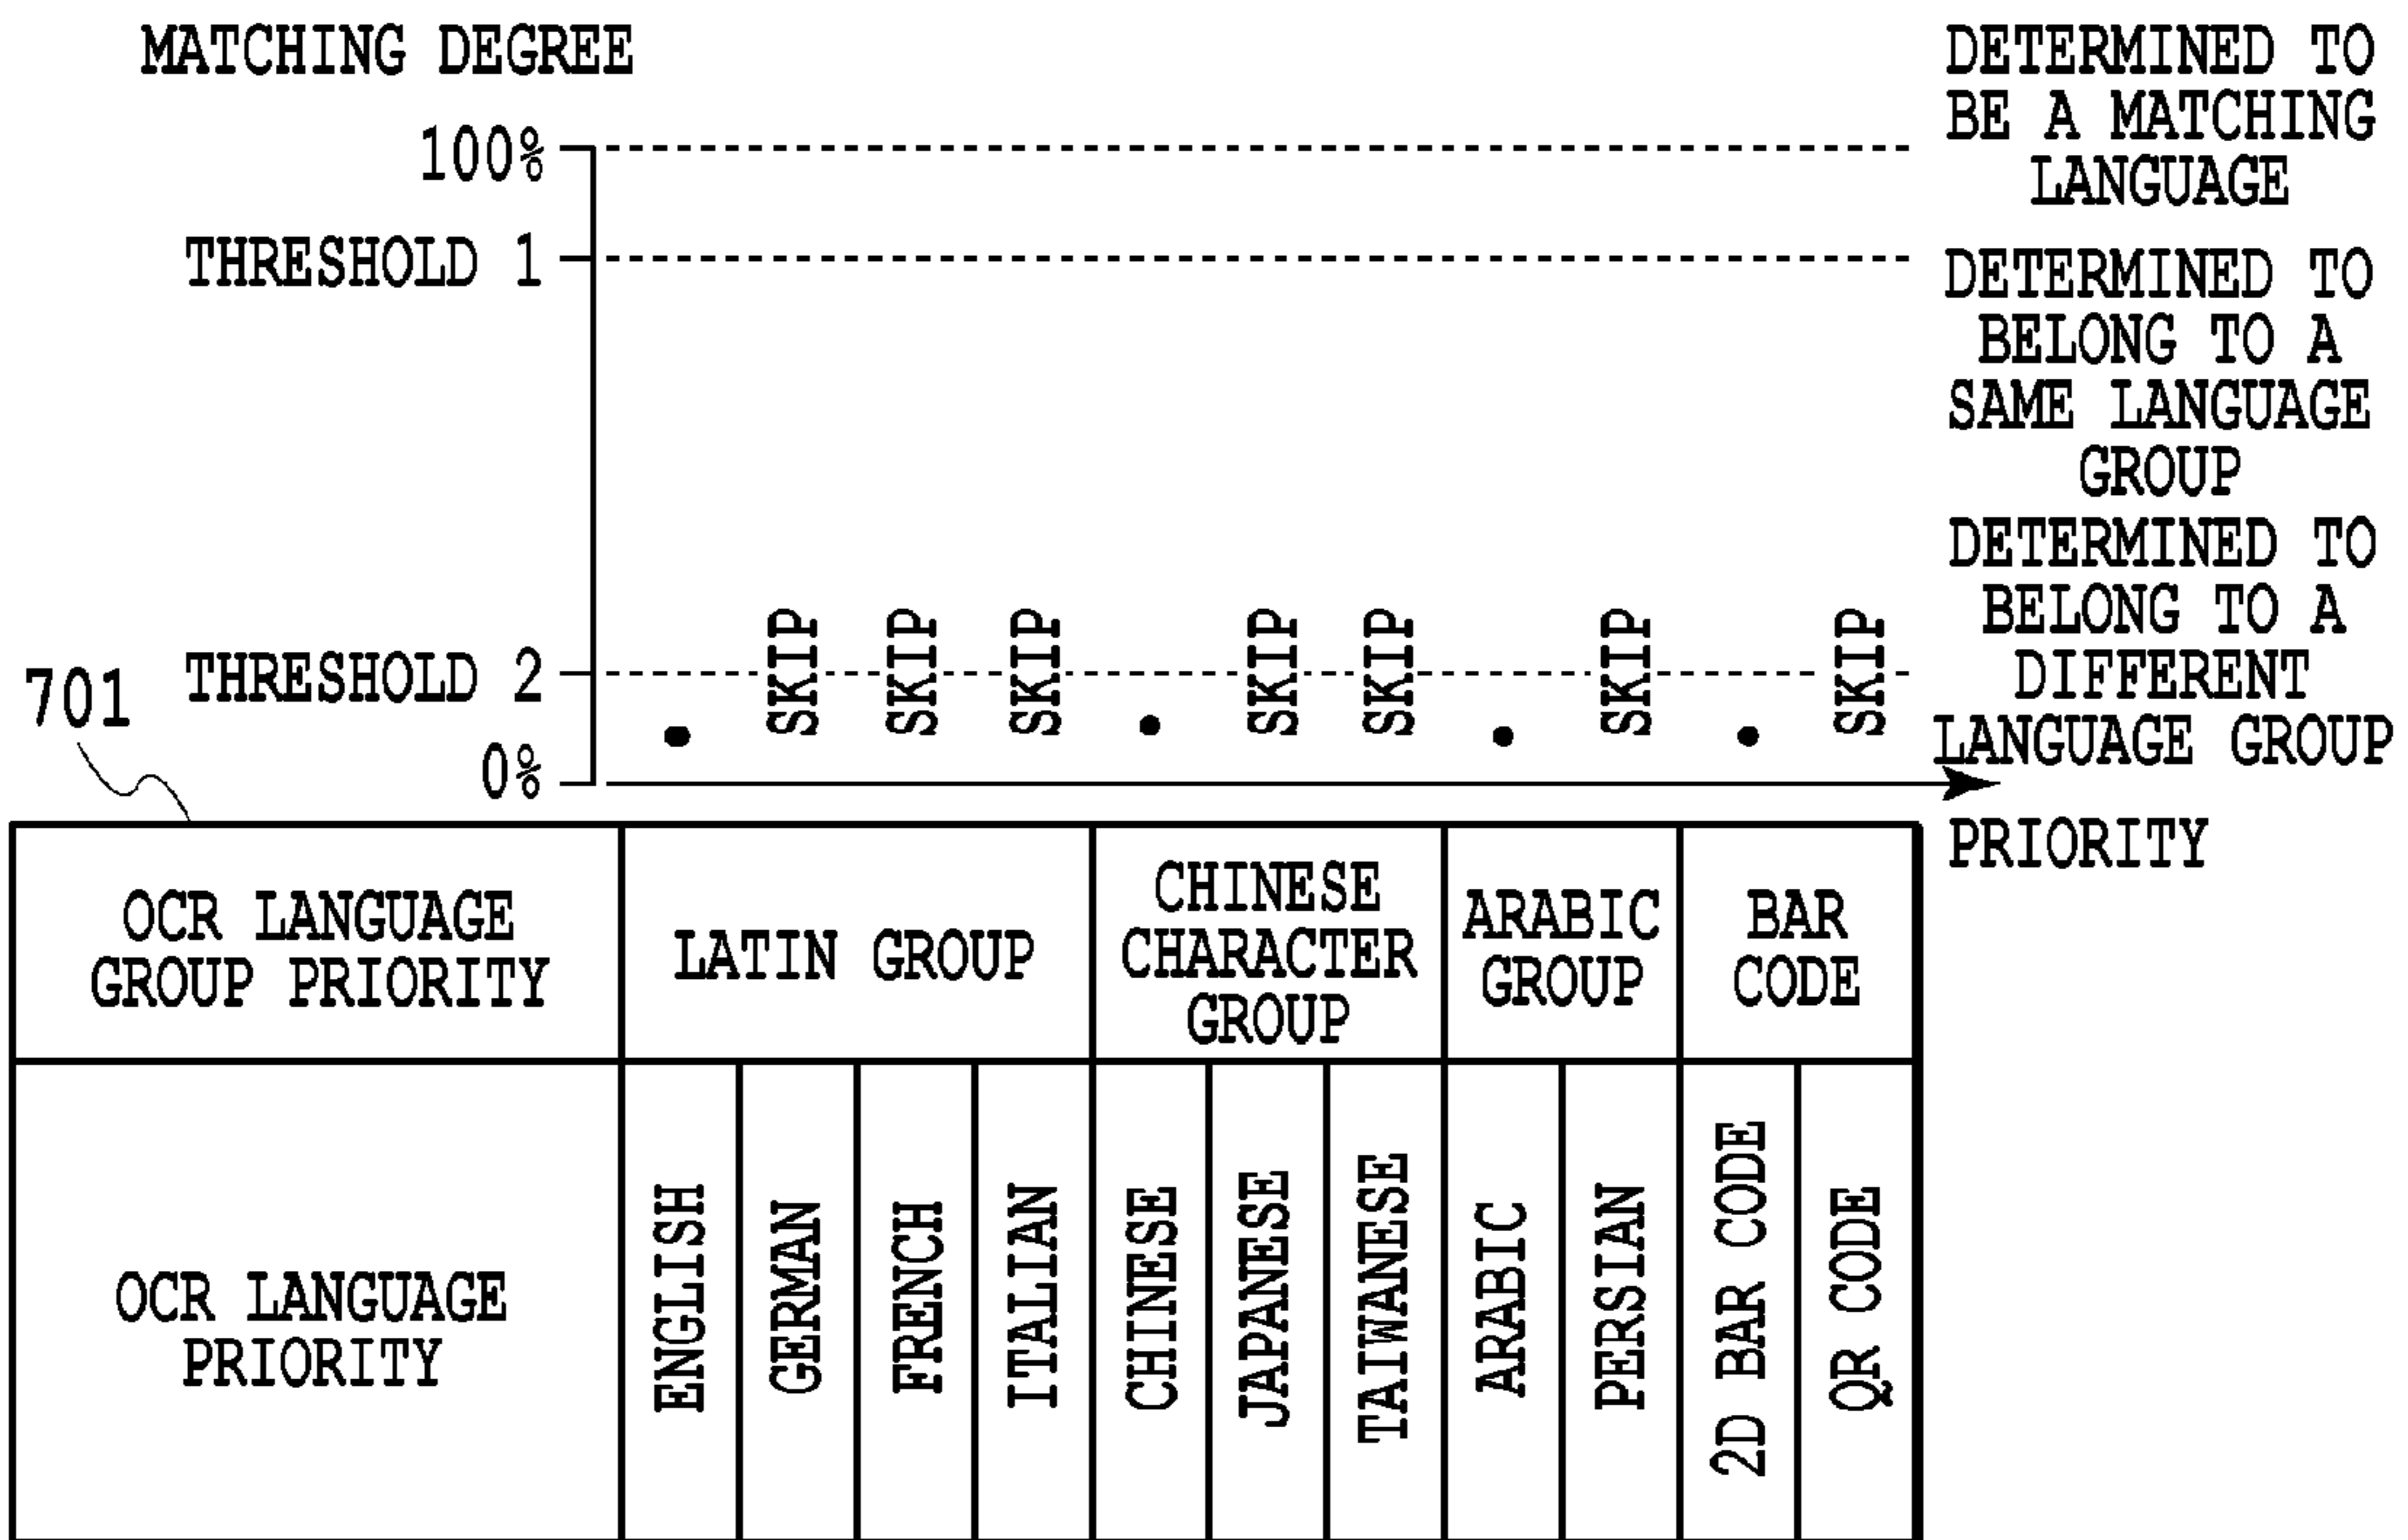 MATCHING DEGREE
100%
THRESHOLD 1
THRESHOLD 2
0%
701
DETERMINED TO
BE A MATCHING
LANGUAGE
DETERMINED TO
BELONG TO A
SAME LANGUAGE
GROUP
DETERMINED TO
BELONG TO A
DIFFERENT
LANGUAGE GROUP
SKIP
SKIP
SKIP
SKIP
SKIP
SKIP
SKIP
PRIORITY
OCR LANGUAGE
GROUP PRIORITY
LATIN GROUP
CHINESE
CHARACTER
GROUP
ARABIC
GROUP
BAR
CODE
OCR LANGUAGE
PRIORITY
ENGLISH
GERMAN
FRENCH
ITALIAN
CHINESE
JAPANESE
TAIWANESE
ARABIC
PERSIAN
2D BAR CODE
QR CODE